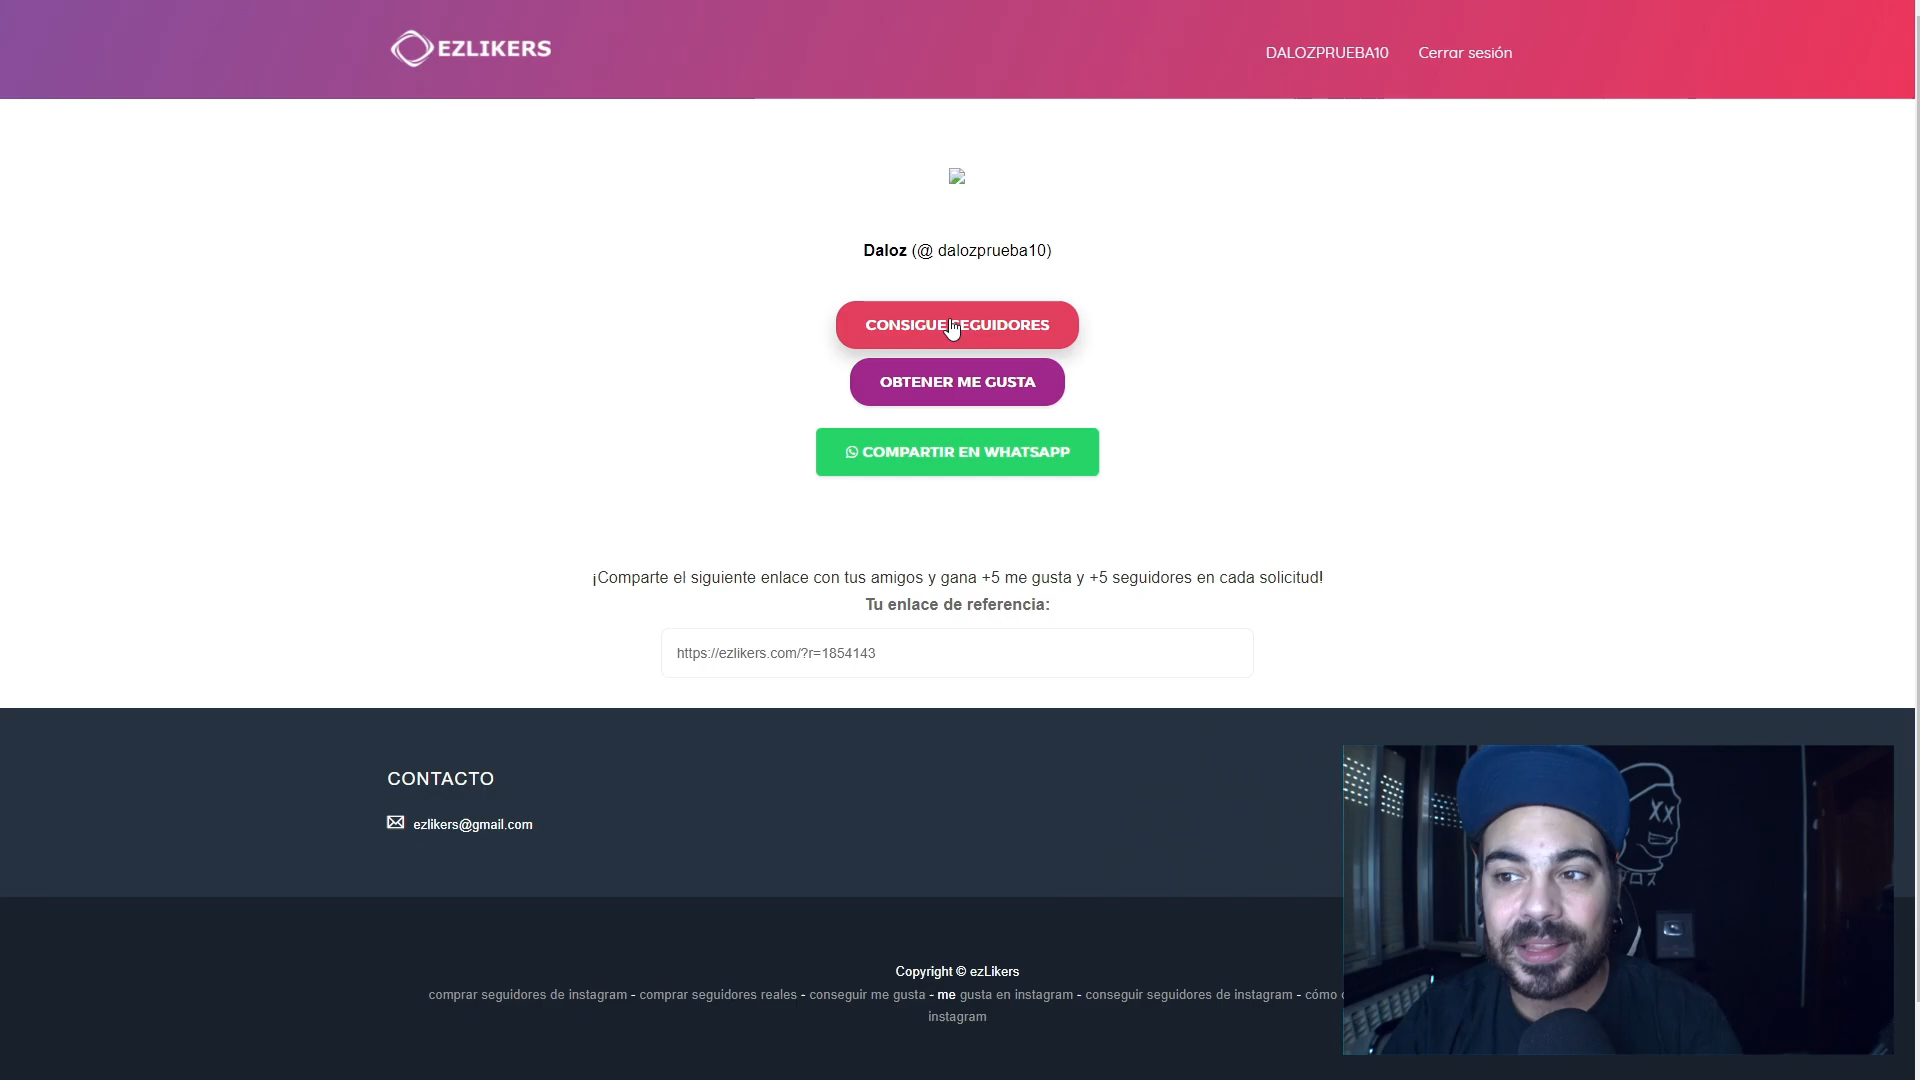 EZLIKERS
DALOZPRUEBA10 Cerrar sesión
Daloz (@ dalozprueba10)
CONSIGUE SEGUIDORES
OBTENER ME GUSTA
COMPARTIR EN WHATSAPP
¡Comparte el siguiente enlace con tus amigos y gana +5 me gusta y +5 seguidores en cada solicitud!
Tu enlace de referencia:
https://ezlikers.com/?r=1854143
CONTACTO
ezlikers@gmail.com
Copyright © ezLikers
comprar seguidores de instagram - comprar seguidores reales - conseguir me gusta - me gusta en instagram - conseguir seguidores de instagram - cómo
instagram